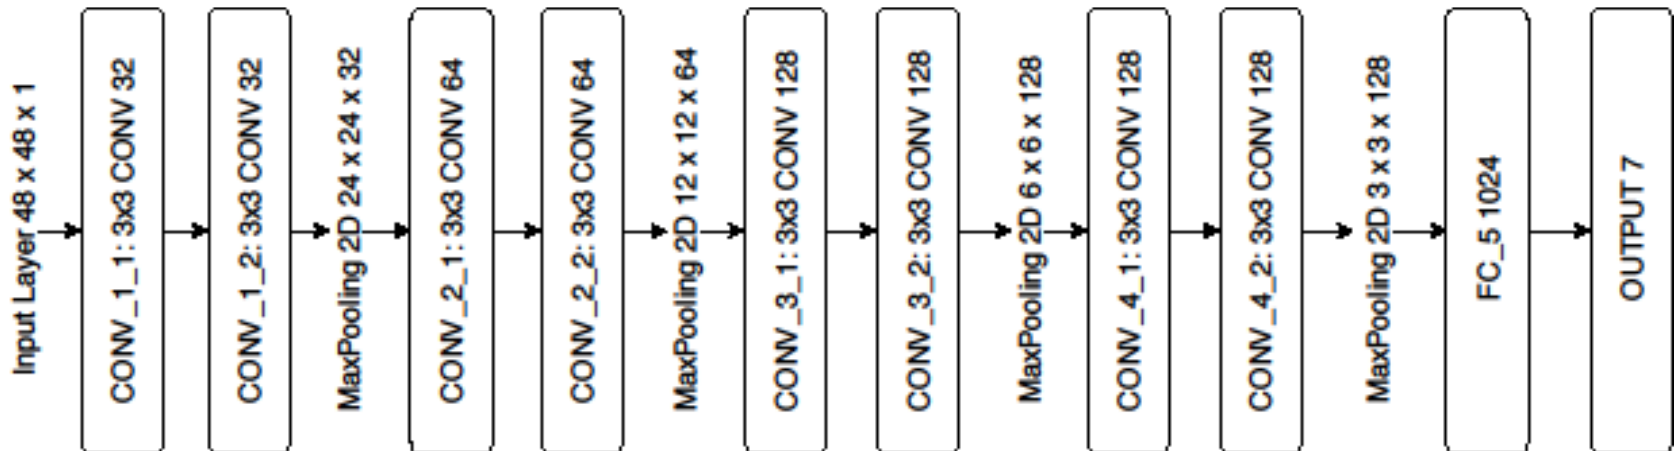 Input Layer 48 x 48 x 1
CONV_1_1: 3x3 CONV 32
CONV_1_2: 3x3 CONV 32
MaxPooling 2D 24 x 24 x 32
CONV_2_1: 3x3 CONV 64
CONV_2_2: 3x3 CONV 64
MaxPooling 2D 12 x 12 x 64
CONV_3_1: 3x3 CONV 128
CONV_3_2: 3x3 CONV 128
MaxPooling 2D 6 x 6 x 128
CONV_4_1: 3x3 CONV 128
CONV_4_2: 3x3 CONV 128
MaxPooling 2D 3 x 3 x 128
FC_5 1024
OUTPUT 7